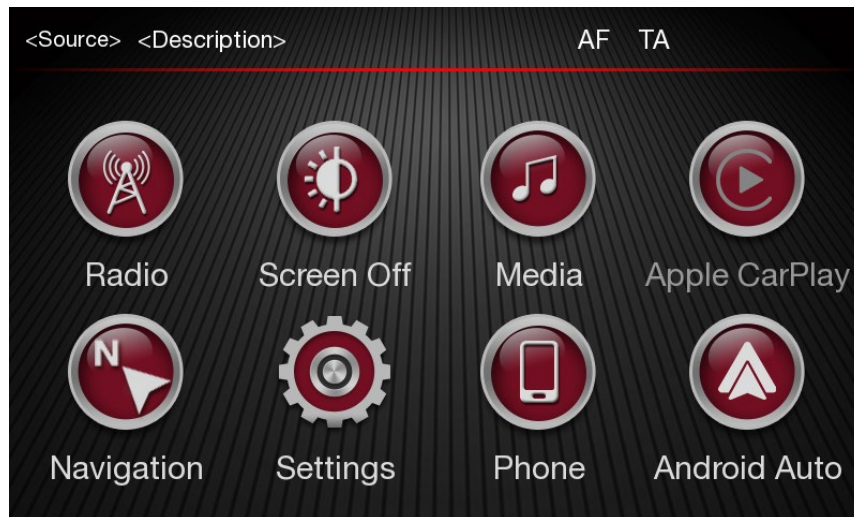 <Source> <Description> AF TA
Radio Screen Off Media Apple CarPlay
N
Navigation Settings Phone Android Auto